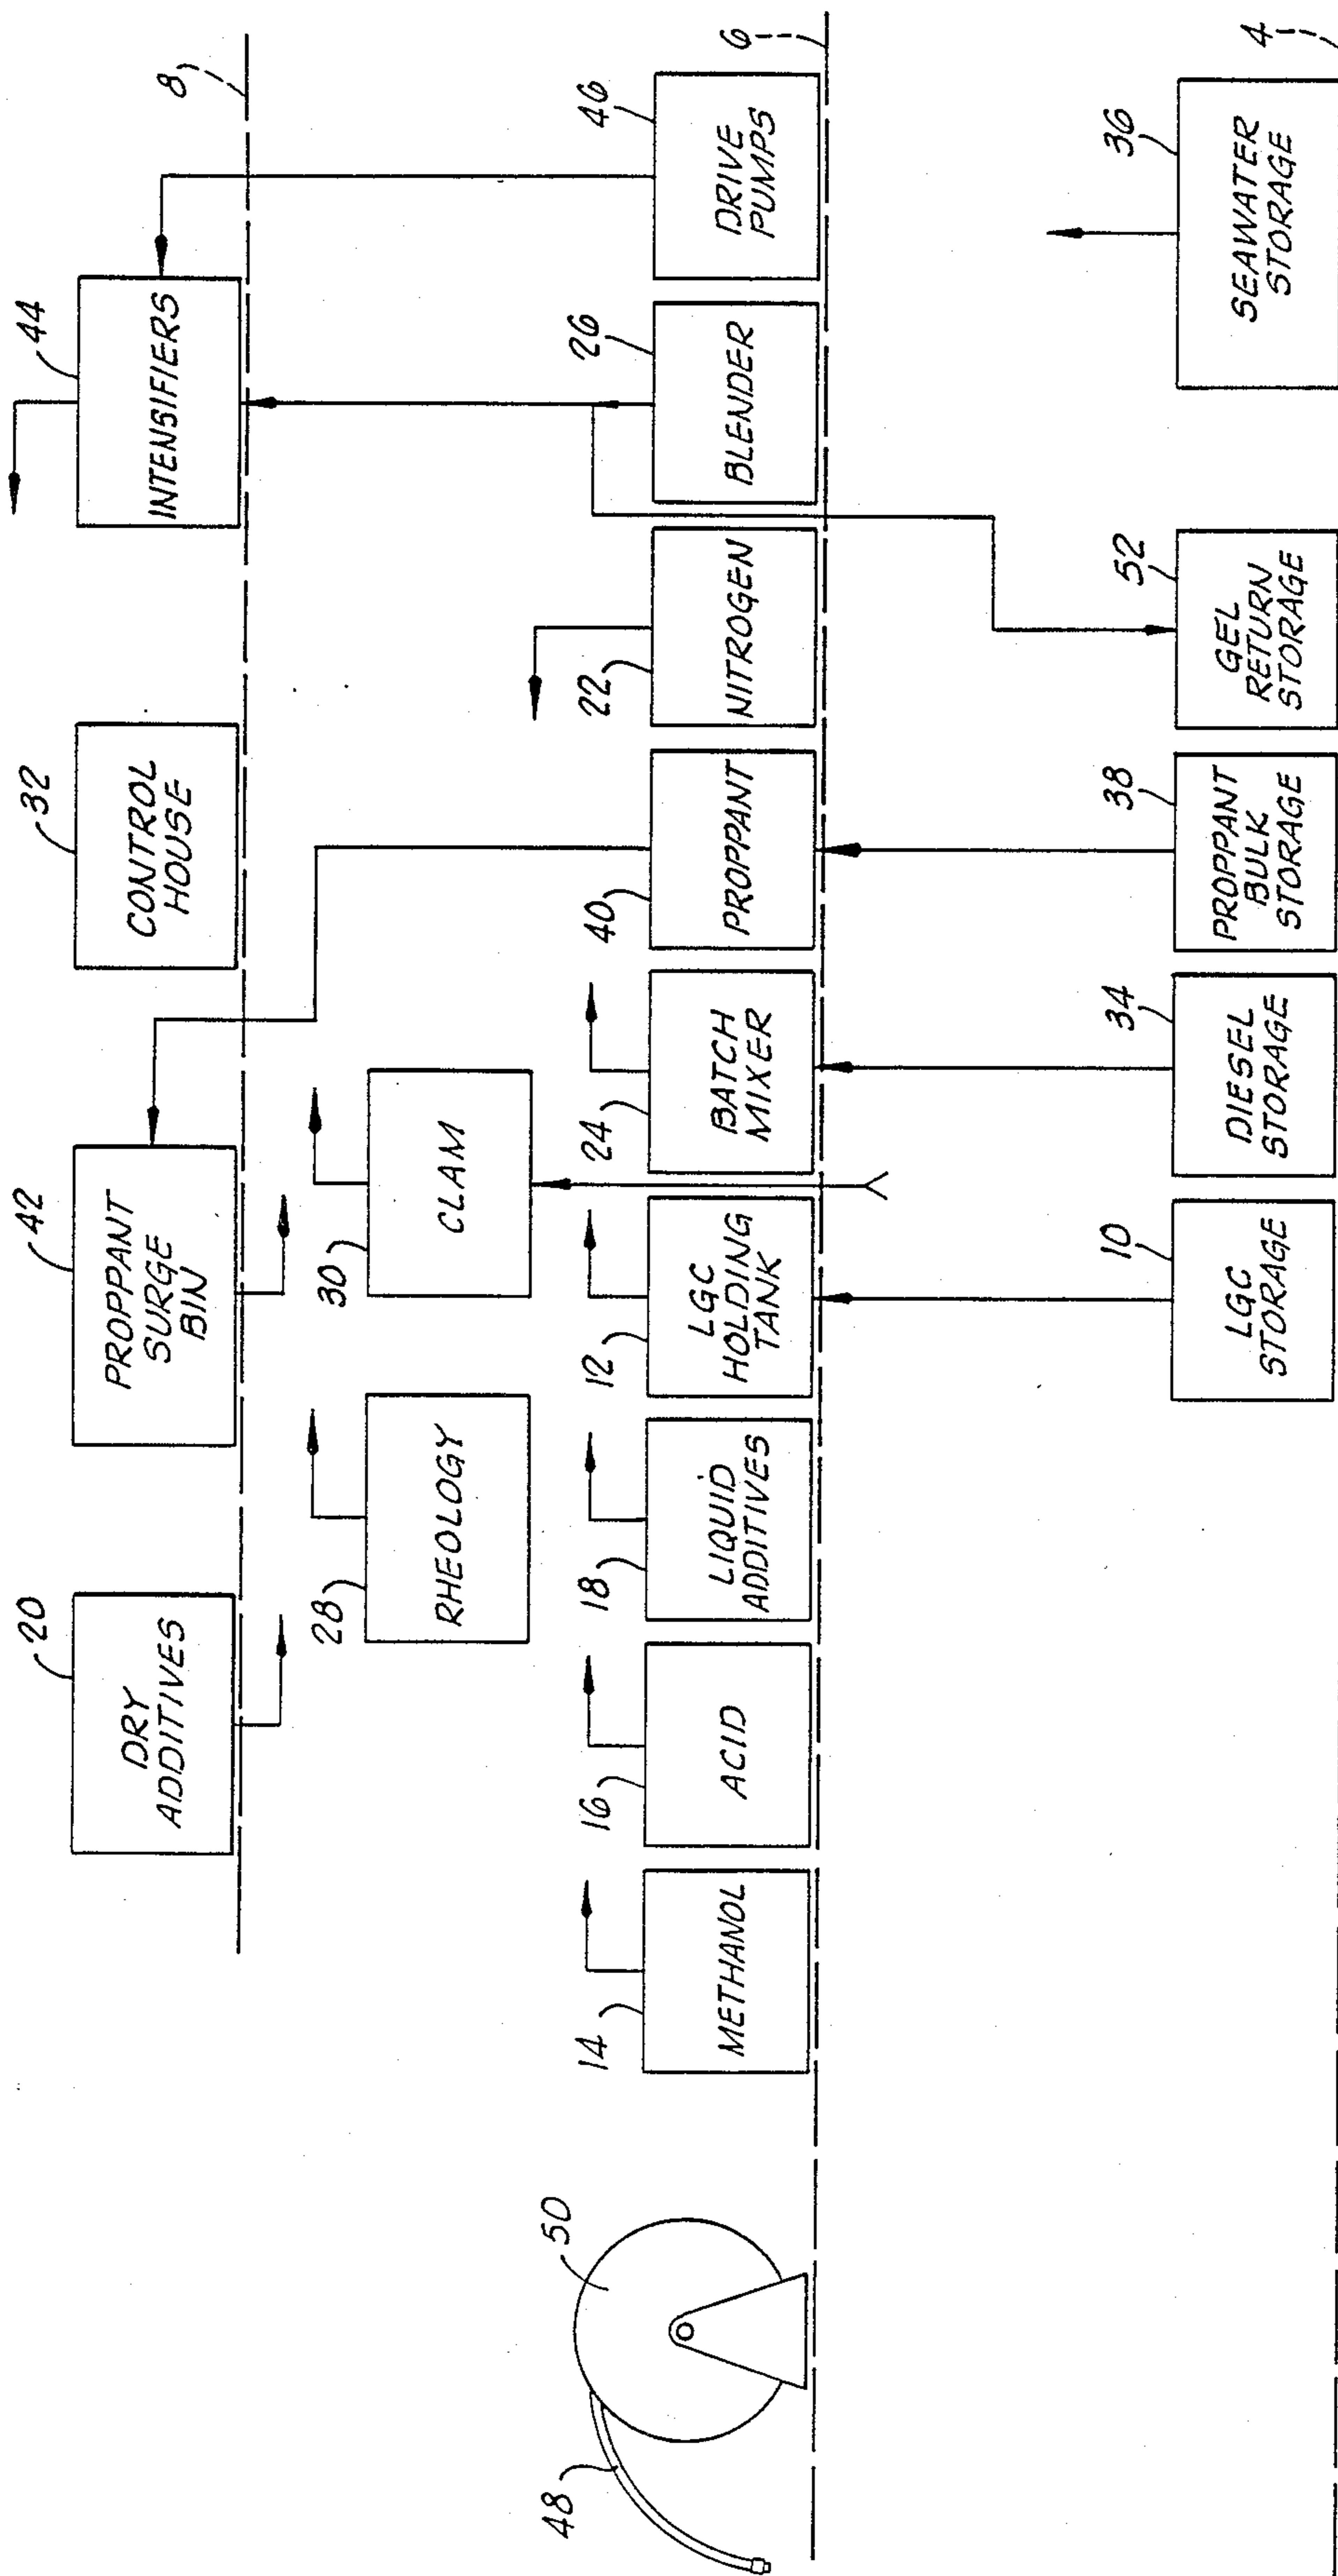 8
20
DRY
ADDITIVES
42
PROPPANT
SURGE
BIN
32
CONTROL
HOUSE
44
INTENSIFIERS
28
RHEOLOGY
30
CLAM
6
48
50
14
METHANOL
16
ACID
18
LIQUID
ADDITIVES
12
LGC
HOLDING
TANK
24
BATCH
MIXER
40
PROPPANT
22
NITROGEN
26
BLENDER
46
DRIVE
PUMPS
4
10
LGC
STORAGE
34
DIESEL
STORAGE
38
PROPPANT
BULK
STORAGE
52
GEL
RETURN
STORAGE
36
SEAWATER
STORAGE